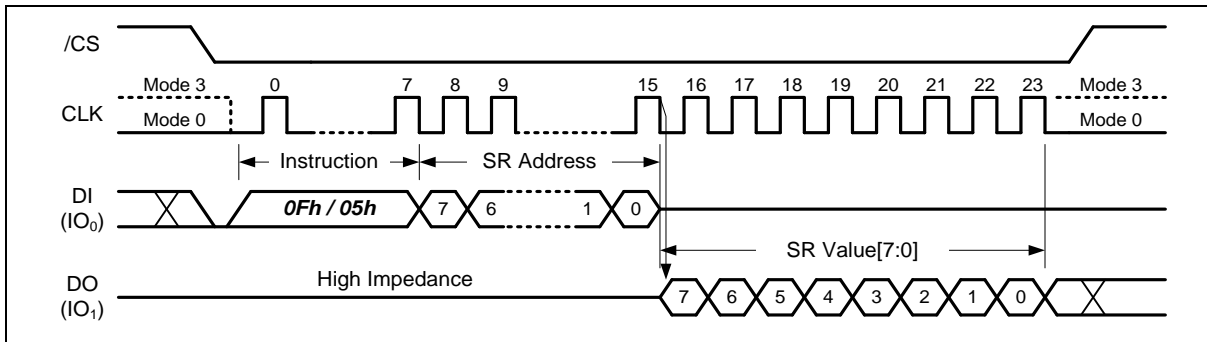 /CS
Mode 3 0 7 8 9 15 16 17 18 19 20 21 22 23 Mode 3
CLK
Mode 0 Mode 0
Instruction SR Address
DI
(IO₀)
0Fh / 05h 7 6 1 0
SR Value[7:0]
High Impedance
DO
(IO₁)
7 6 5 4 3 2 1 0